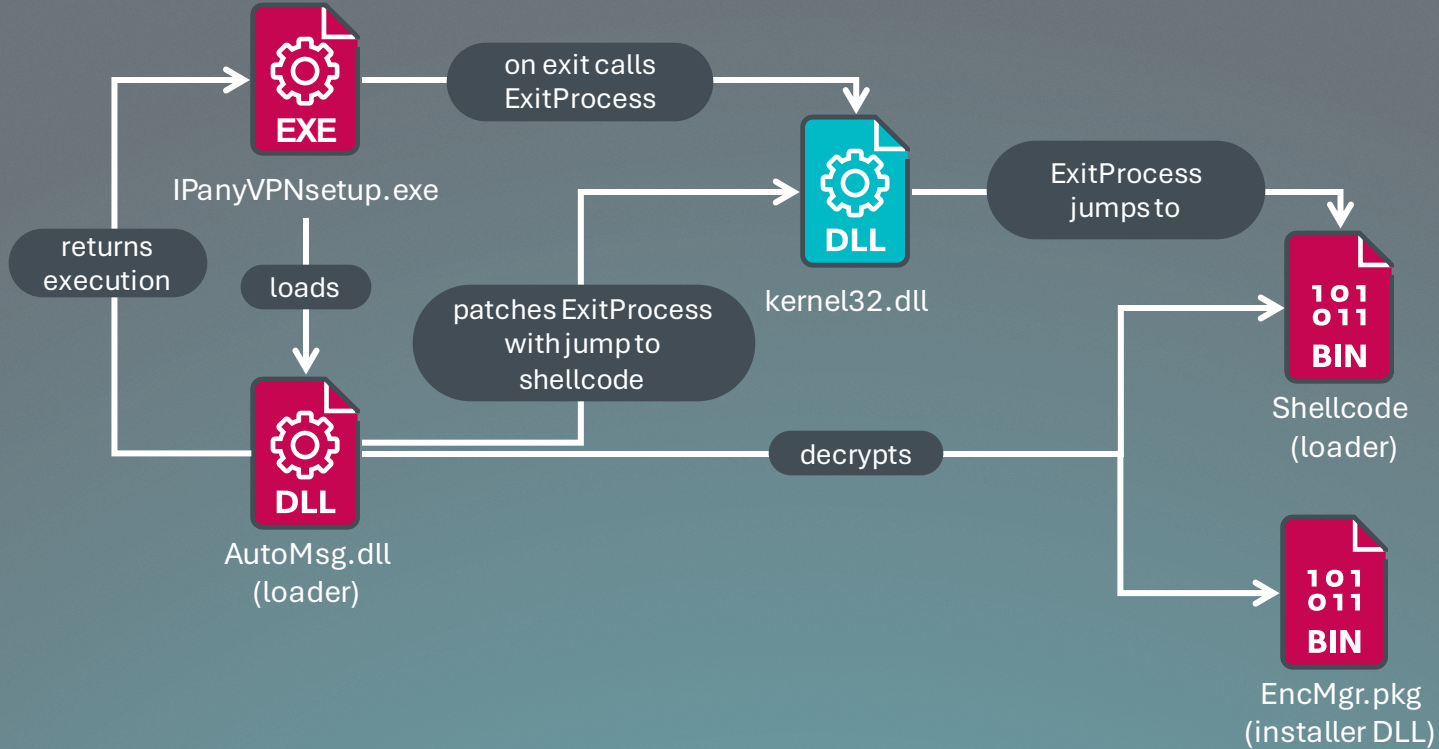 on exit calls
ExitProcess
EXE
IPanyVPNsetup.exe
ExitProcess
jumps to
DLL
kernel32.dll
returns
execution
loads
patches ExitProcess
with jump to
shellcode
101
011
BIN
Shellcode
(loader)
decrypts
DLL
AutoMsg.dll
(loader)
101
011
BIN
EncMgr.pkg
(installer DLL)